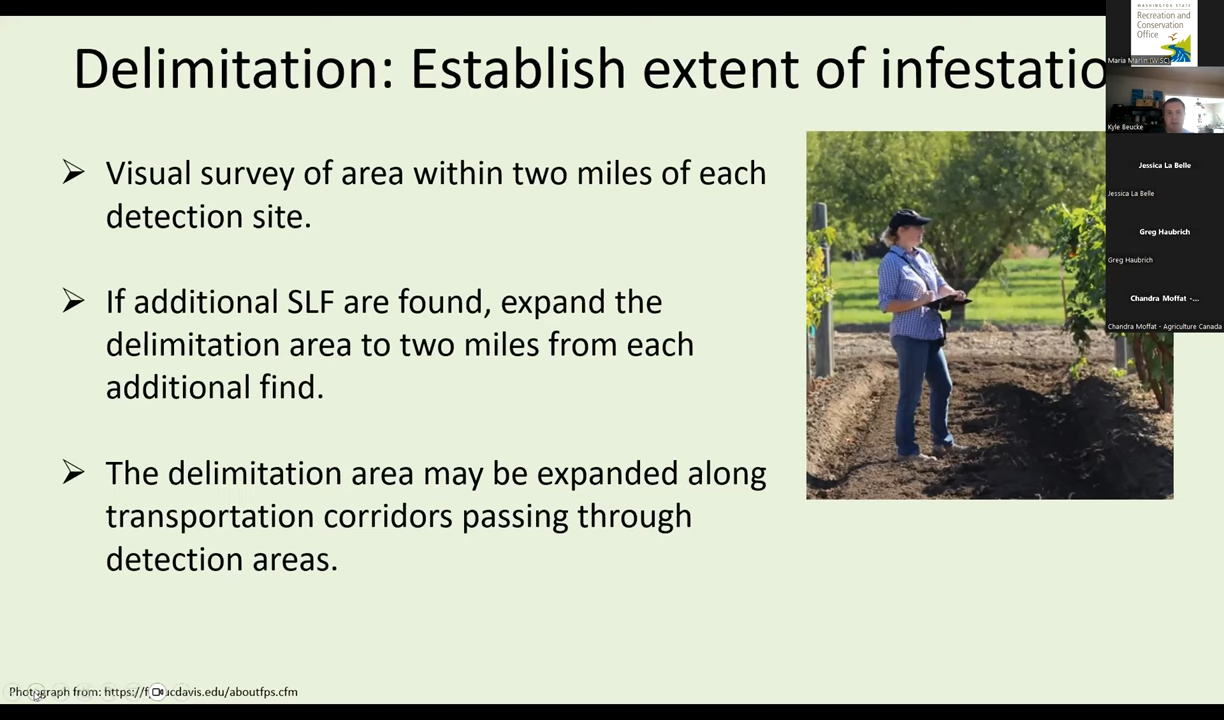 Delimitation: Establish extent of infestatio
Visual survey of area within two miles of each
detection site.
If additional SLF are found, expand the
delimitation area to two miles from each
additional find.
The delimitation area may be expanded along
transportation corridors passing through
detection areas.
Photograph from: https://f ucdavis.edu/aboutfps.cfm
WASHINGTON STATE
Recreation and
Conservation
Office
Maria Marlin (WISC)
Kyle Beucke
Jessica La Belle
Jessica La Belle
Greg Haubrich
Greg Haubrich
Chandra Moffat -...
Chandra Moffat - Agriculture Canada